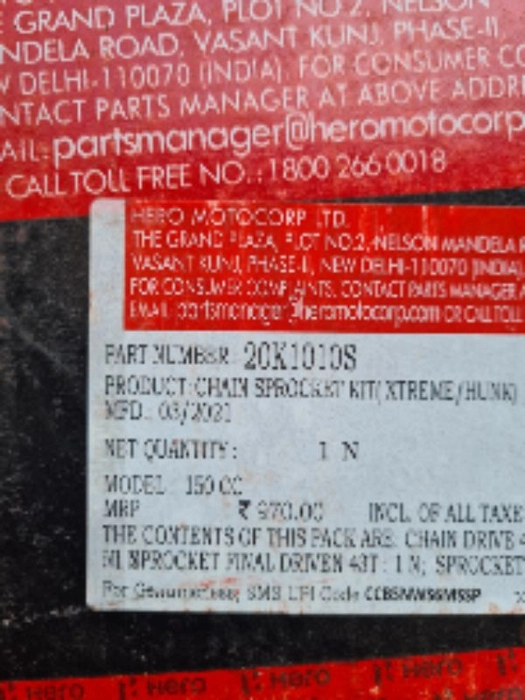 GRAND PLAZA, PLOT NO.2, NELSON
NDELA ROAD, VASANT KUNJ, PHASE-II,
DELHI-110070 (INDIA). FOR CONSUMER CO
NTACT PARTS MANAGER AT ABOVE ADDRE
AIL: partsmanager@heromotocorp
CALL TOLL FREE NO.: 1800 266 0018
HERO MOTOCORP LTD.
THE GRAND PLAZA, PLOT NO.2, NELSON MANDELA
VASANT KUNJ, PHASE-II, NEW DELHI-110070 (INDIA)
FOR CONSUMER COMPLAINTS, CONTACT PARTS MANAGER
EMAIL: partsmanager@heromotocorp.com OR CALL TOLL
PART NUMBER: 20K1010S
PRODUCT: CHAIN SPROCKET KIT( XTREME/HUNK)
MFD.. 03/2021
NET QUANTITY: 1 N
MODEL 150 CC
MRP ₹ 970.00 INCL. OF ALL TAXE
THE CONTENTS OF THIS PACK ARE: CHAIN DRIVE
N; SPROCKET FINAL DRIVEN 43T: 1 N; SPROCKET
For Genuineness, SMS UPI Code
Hero Hero Hero Hero